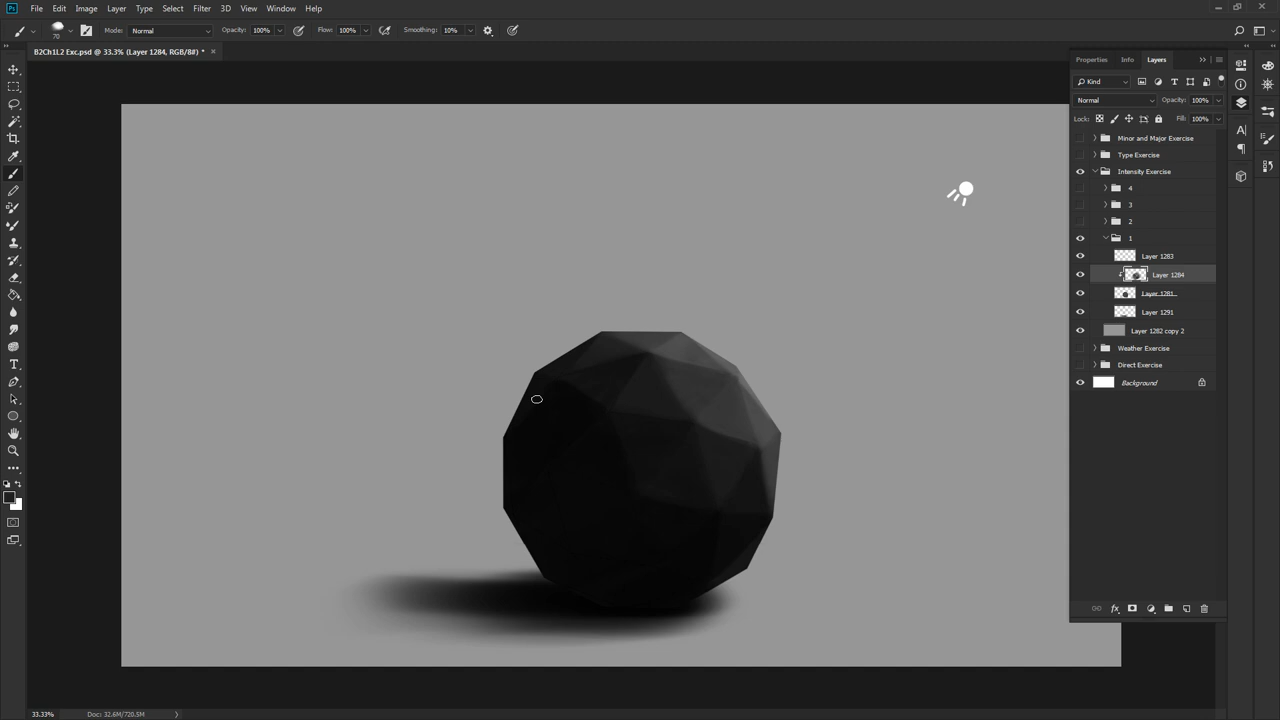 Ps File Edit Image Layer Type Select Filter 3D View Window Help
70 Mode: Normal Opacity: 100% Flow: 100% Smoothing: 10%
B2Ch1L2 Exc.psd @ 33.3% (Layer 1284, RGB/8#) *
Properties Info Layers
Kind
Normal Opacity: 100%
Lock: Fill: 100%
Minor and Major Exercise
Type Exercise
Intensity Exercise
4
3
2
1
Layer 1283
Layer 1284
Layer 1281
Layer 1291
Layer 1282 copy 2
Weather Exercise
Direct Exercise
Background
33.33% Doc: 32.6M/720.5M